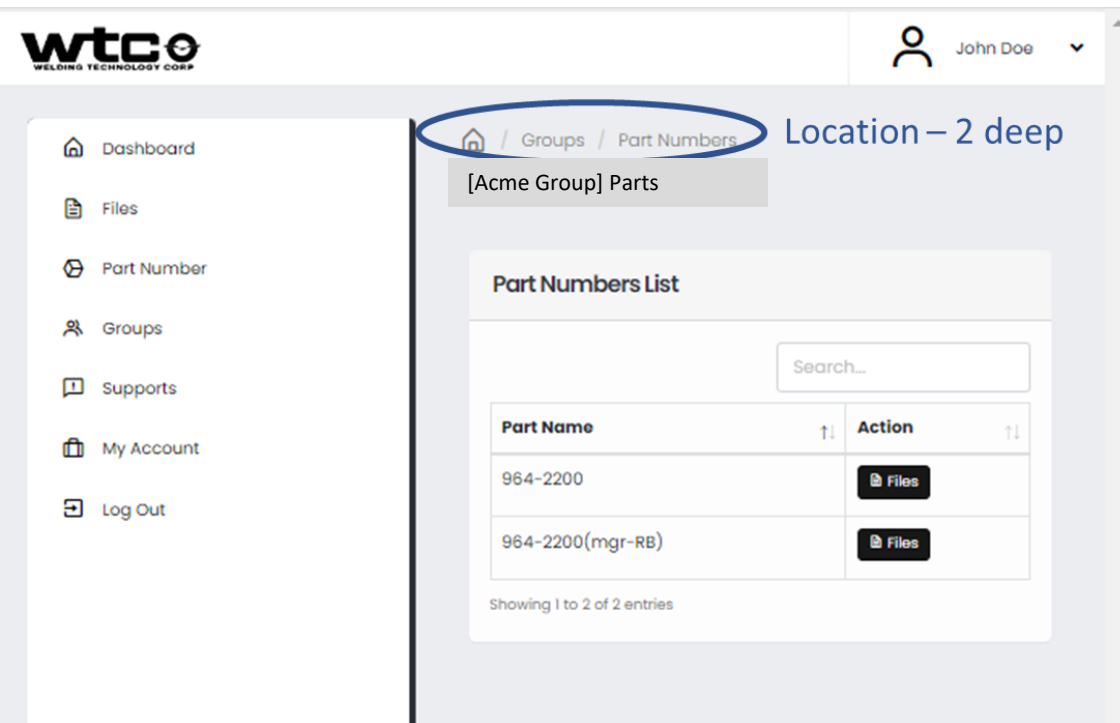 wtco
WELDING TECHNOLOGY CORP
John Doe
Dashboard
Files
Part Number
Groups
Supports
My Account
Log Out
/ Groups / Part Numbers
Location – 2 deep
[Acme Group] Parts
Part Numbers List
Search...
Part Name ↑↓ Action ↑↓
964-2200 Files
964-2200(mgr-RB) Files
Showing 1 to 2 of 2 entries